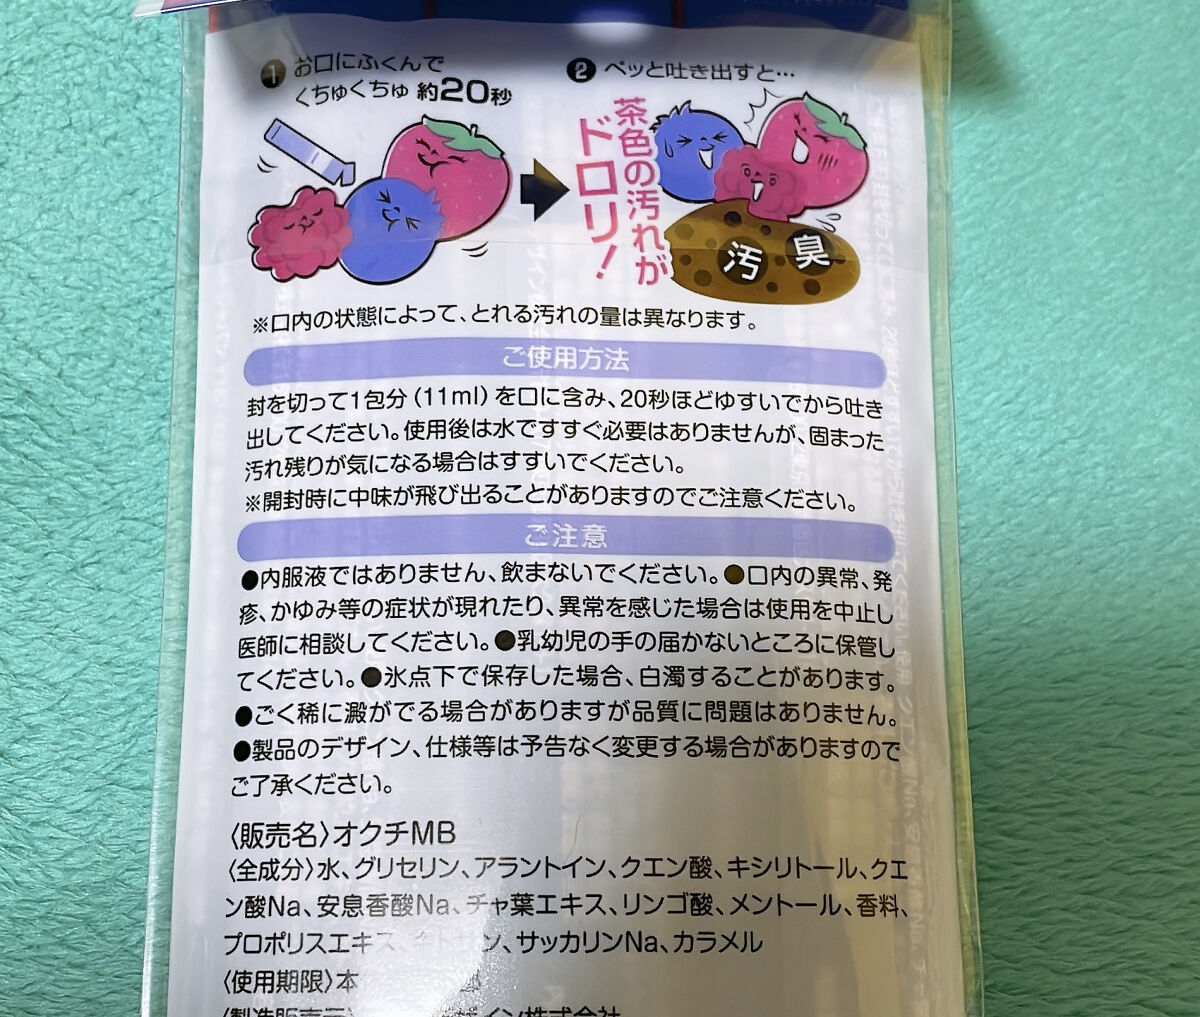 1 お口にふくんで
くちゅくちゅ 約20秒
2 ペッと吐き出すと…
茶色の汚れが
ドロリ!
汚 臭
※口内の状態によって、とれる汚れの量は異なります。
ご使用方法
封を切って1包分(11ml)を口に含み、20秒ほどゆすいでから吐き
出してください。使用後は水ですすぐ必要はありませんが、固まった
汚れ残りが気になる場合はすすいでください。
※開封時に中味が飛び出ることがありますのでご注意ください。
ご注意
●内服液ではありません、飲まないでください。●口内の異常、発
疹、かゆみ等の症状が現れたり、異常を感じた場合は使用を中止し
医師に相談してください。●乳幼児の手の届かないところに保管し
てください。●氷点下で保存した場合、白濁することがあります。
●ごく稀に澱がでる場合がありますが品質に問題はありません。
●製品のデザイン、仕様等は予告なく変更する場合がありますので
ご了承ください。
〈販売名〉オクチMB
〈全成分〉水、グリセリン、アラントイン、クエン酸、キシリトール、クエ
ン酸Na、安息香酸Na、チャ葉エキス、リンゴ酸、メントール、香料、
プロポリスエキス、キトサン、サッカリンNa、カラメル
〈使用期限〉本
〈製造販売元〉 ザイン株式会社